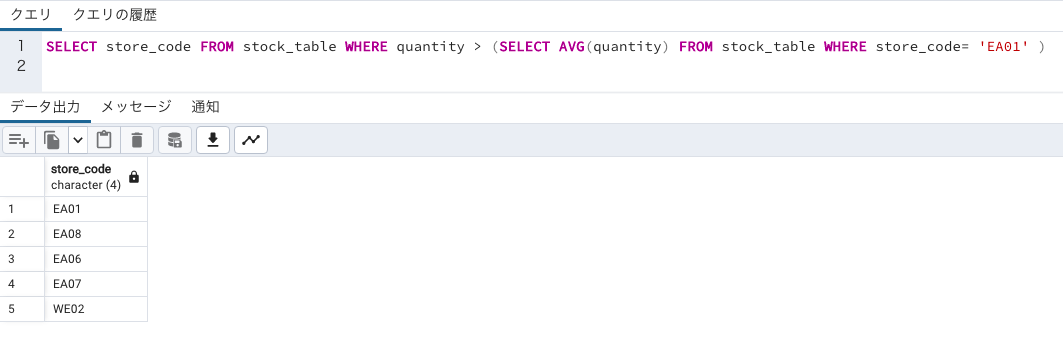 クエリ クエリの履歴
1 SELECT store_code FROM stock_table WHERE quantity > (SELECT AVG(quantity) FROM stock_table WHERE store_code= 'EA01' )
2
データ出力 メッセージ 通知
store_code
character (4)
1 EA01
2 EA08
3 EA06
4 EA07
5 WE02